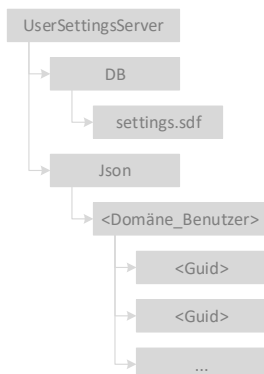 UserSettingsServer
DB
settings.sdf
Json
<Domäne_Benutzer>
<Guid>
<Guid>
...